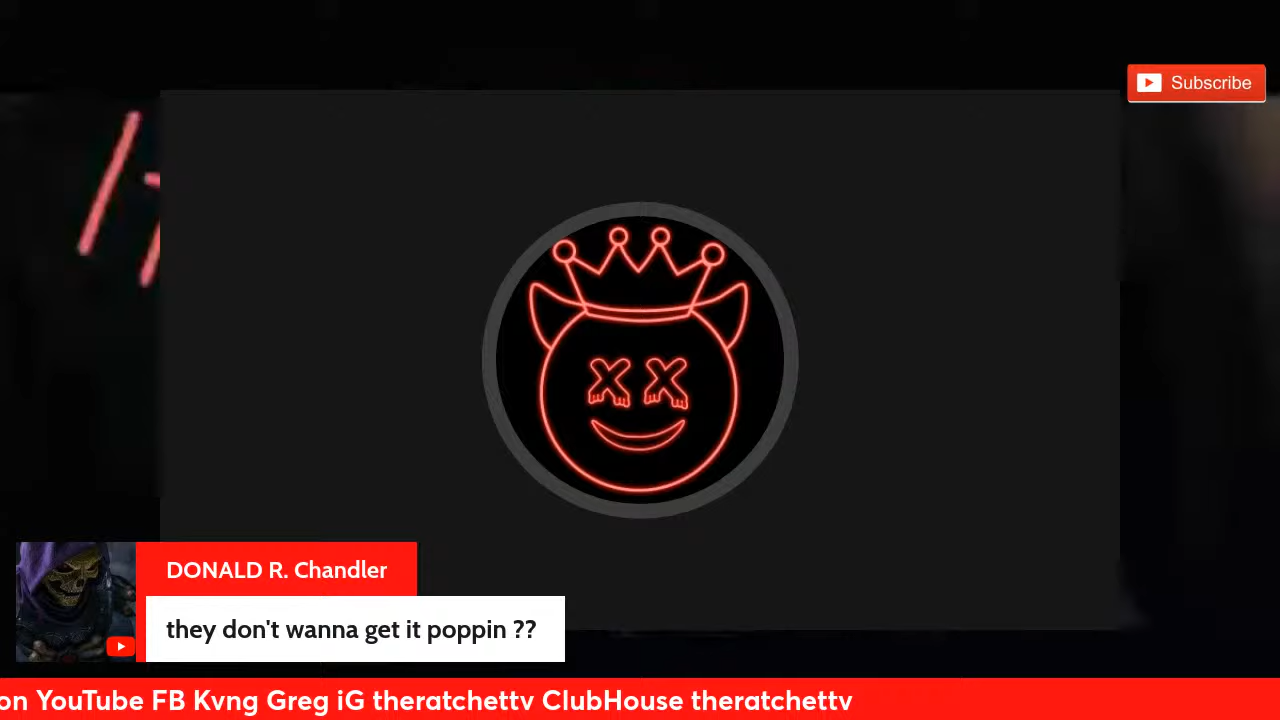 Subscribe
DONALD R. Chandler
they don't wanna get it poppin ??
on YouTube FB Kvng Greg iG theratchettv ClubHouse theratchettv